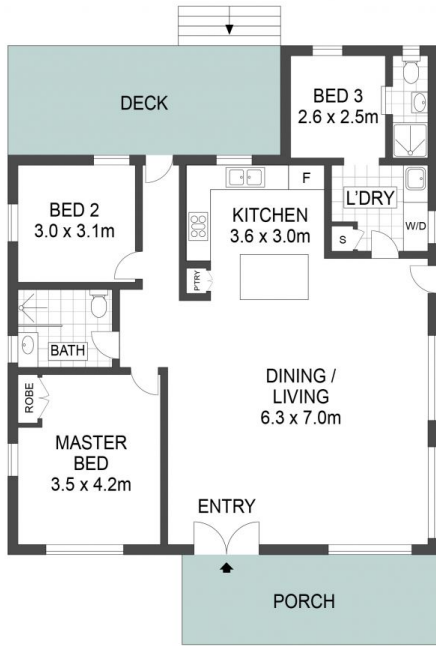 DECK
BED 3
2.6 x 2.5m
BED 2
3.0 x 3.1m
F
KITCHEN
3.6 x 3.0m
L'DRY
W/D
S
P'TRY
BATH
ROBE
MASTER
BED
3.5 x 4.2m
DINING /
LIVING
6.3 x 7.0m
ENTRY
PORCH